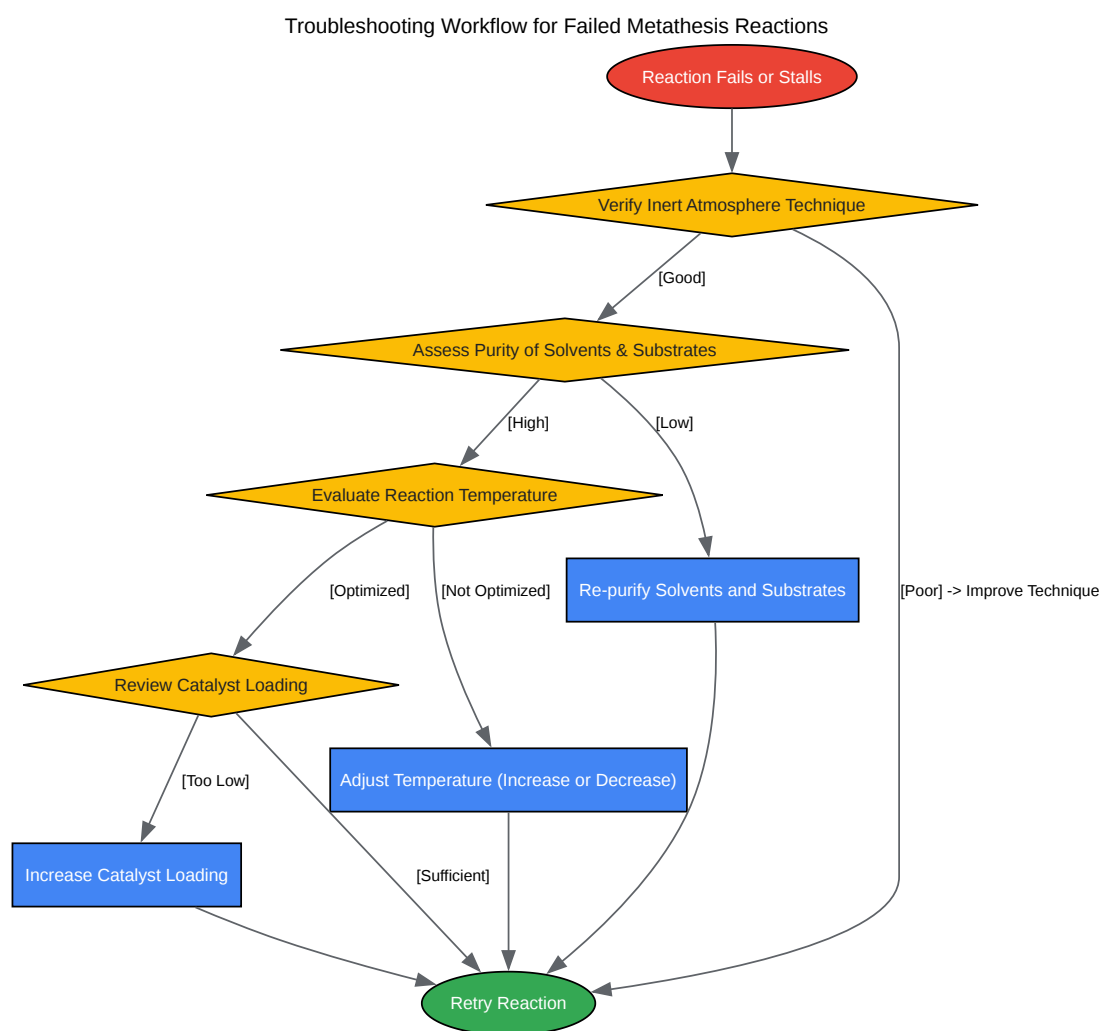 Troubleshooting Workflow for Failed Metathesis Reactions
Reaction Fails or Stalls
Verify Inert Atmosphere Technique
[Good]
Assess Purity of Solvents & Substrates
[High]
[Low]
Evaluate Reaction Temperature
[Optimized]
[Not Optimized]
Re-purify Solvents and Substrates
[Poor] -> Improve Technique
Review Catalyst Loading
[Too Low]
Adjust Temperature (Increase or Decrease)
Increase Catalyst Loading
[Sufficient]
Retry Reaction